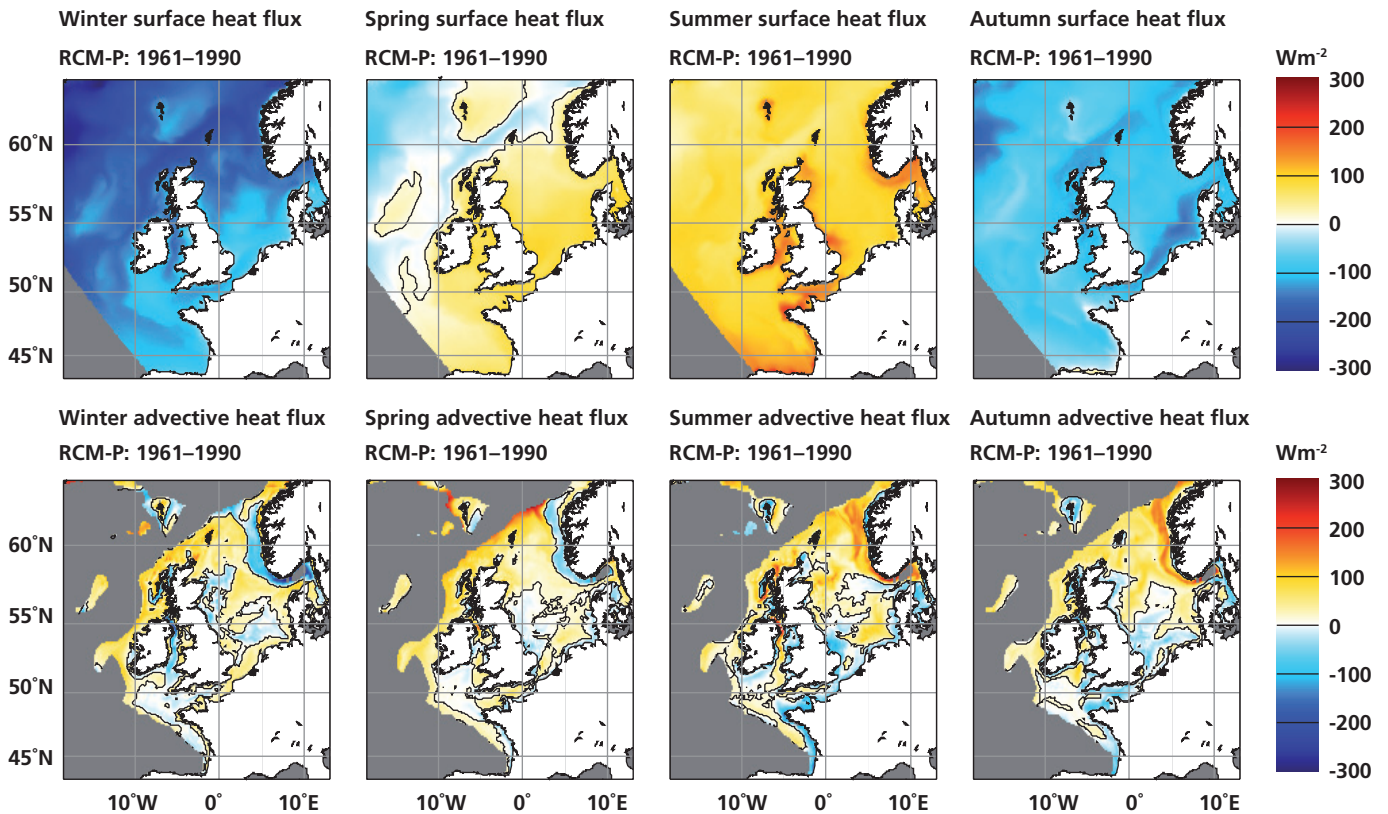 Winter surface heat flux
RCM-P: 1961–1990
Spring surface heat flux
RCM-P: 1961–1990
Summer surface heat flux
RCM-P: 1961–1990
Autumn surface heat flux
RCM-P: 1961–1990
Wm-2
300
200
100
0
-100
-200
-300
60˚N
55˚N
50˚N
45˚N
Winter advective heat flux
RCM-P: 1961–1990
Spring advective heat flux
RCM-P: 1961–1990
Summer advective heat flux
RCM-P: 1961–1990
Autumn advective heat flux
RCM-P: 1961–1990
Wm-2
300
200
100
0
-100
-200
-300
60˚N
55˚N
50˚N
45˚N
10˚W 0˚ 10˚E
10˚W 0˚ 10˚E
10˚W 0˚ 10˚E
10˚W 0˚ 10˚E